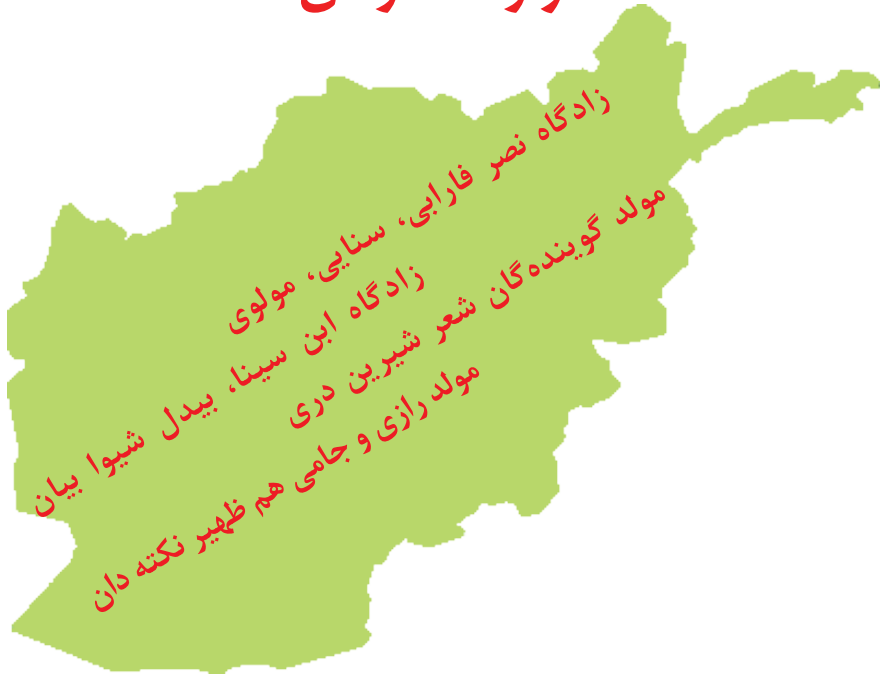 زادگاه نصر فارابی، سنایی، مولوی
مولد گوینده‌گان شعر شیرین دری
زادگاه ابن سینا، بیدل شیوا بیان
مولد رازی و جامی هم ظهیر نکته دان